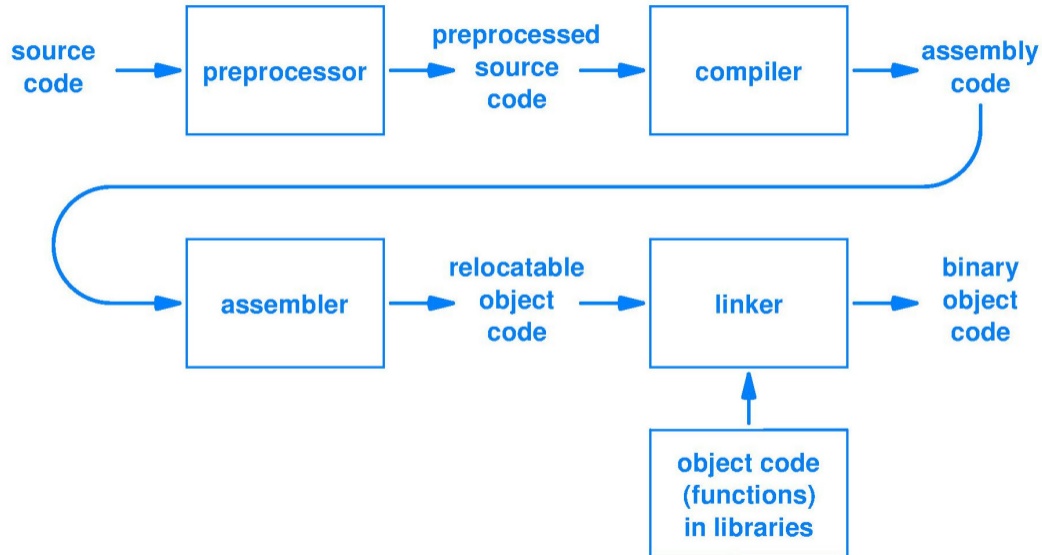 source
code
preprocessor
preprocessed
source
code
compiler
assembly
code
assembler
relocatable
object
code
linker
binary
object
code
object code
(functions)
in libraries